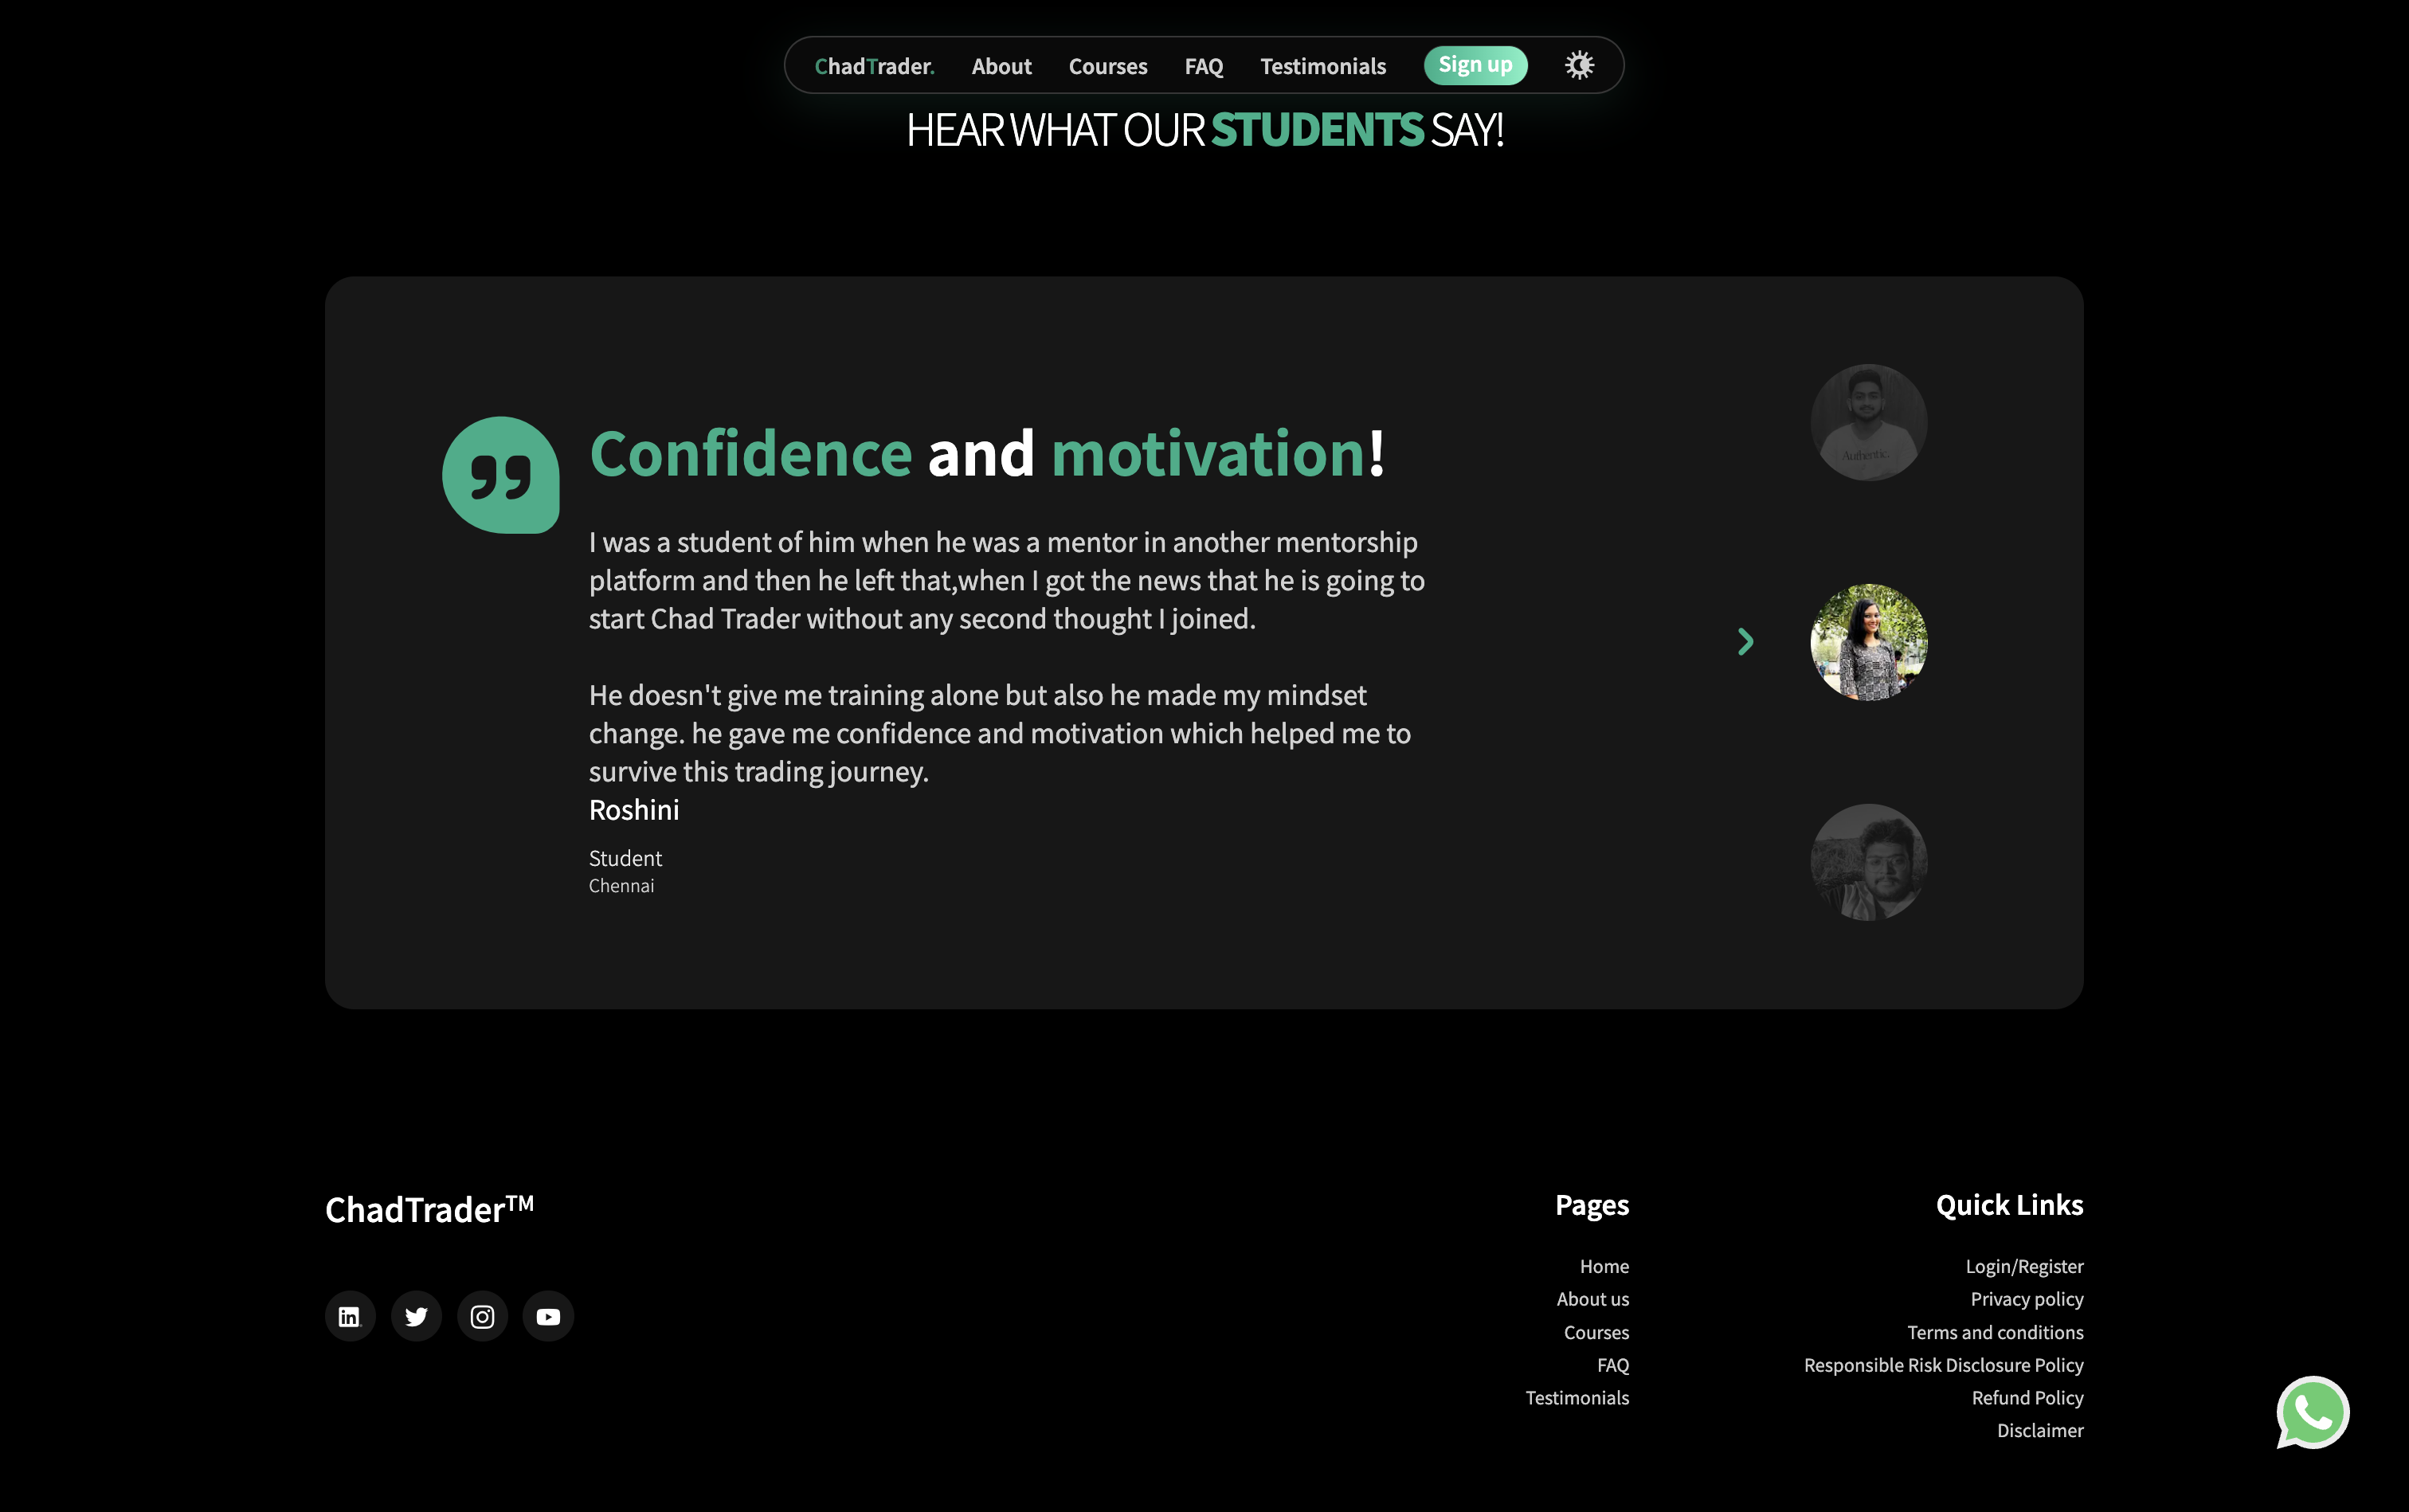 ChadTrader. About Courses FAQ Testimonials Sign up
HEAR WHAT OUR STUDENTS SAY!
Confidence and motivation!
I was a student of him when he was a mentor in another mentorship
platform and then he left that,when I got the news that he is going to
start Chad Trader without any second thought I joined.
He doesn't give me training alone but also he made my mindset
change. he gave me confidence and motivation which helped me to
survive this trading journey.
Roshini
Student
Chennai
Authentic.
ChadTrader™
Pages
Home
About us
Courses
FAQ
Testimonials
Quick Links
Login/Register
Privacy policy
Terms and conditions
Responsible Risk Disclosure Policy
Refund Policy
Disclaimer